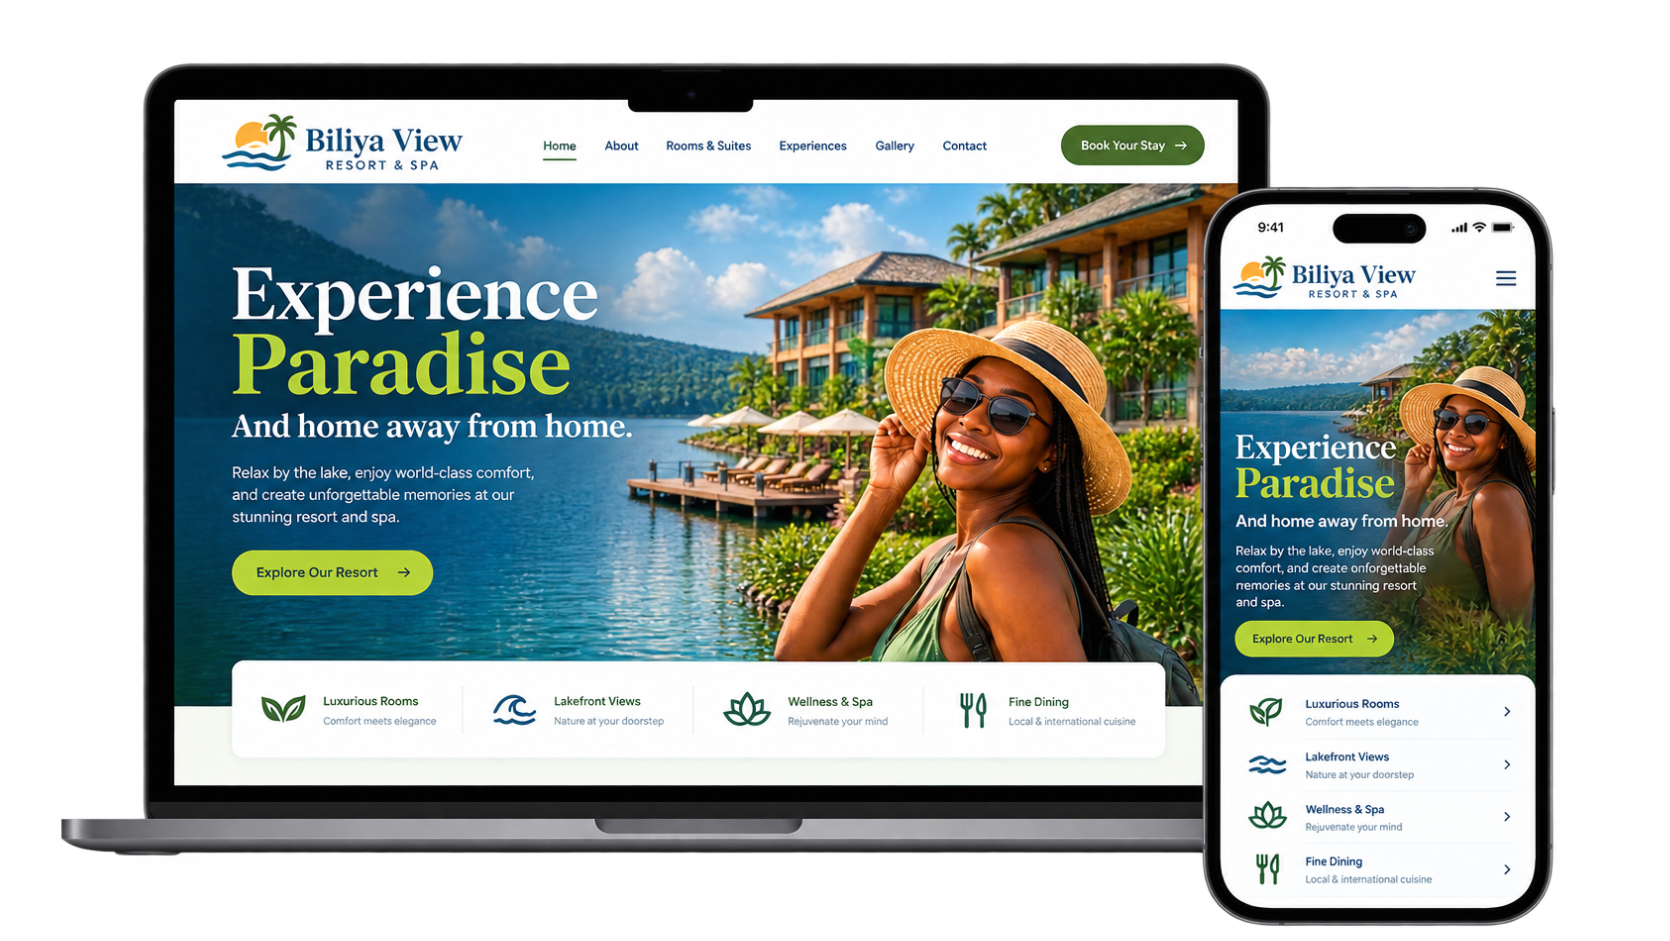 Biliya View
RESORT & SPA
Home
About
Rooms & Suites
Experiences
Gallery
Contact
Book Your Stay
Experience
Paradise
And home away from home.
Relax by the lake, enjoy world-class comfort,
and create unforgettable memories at our
stunning resort and spa.
Explore Our Resort
Luxurious Rooms
Comfort meets elegance
Lakefront Views
Nature at your doorstep
Wellness & Spa
Rejuvenate your mind
Fine Dining
Local & international cuisine
9:41
Biliya View
RESORT & SPA
Experience
Paradise
And home away from home.
Relax by the lake, enjoy world-class
comfort, and create unforgettable
memories at our stunning resort
and spa.
Explore Our Resort
Luxurious Rooms
Comfort meets elegance
Lakefront Views
Nature at your doorstep
Wellness & Spa
Rejuvenate your mind
Fine Dining
Local & international cuisine